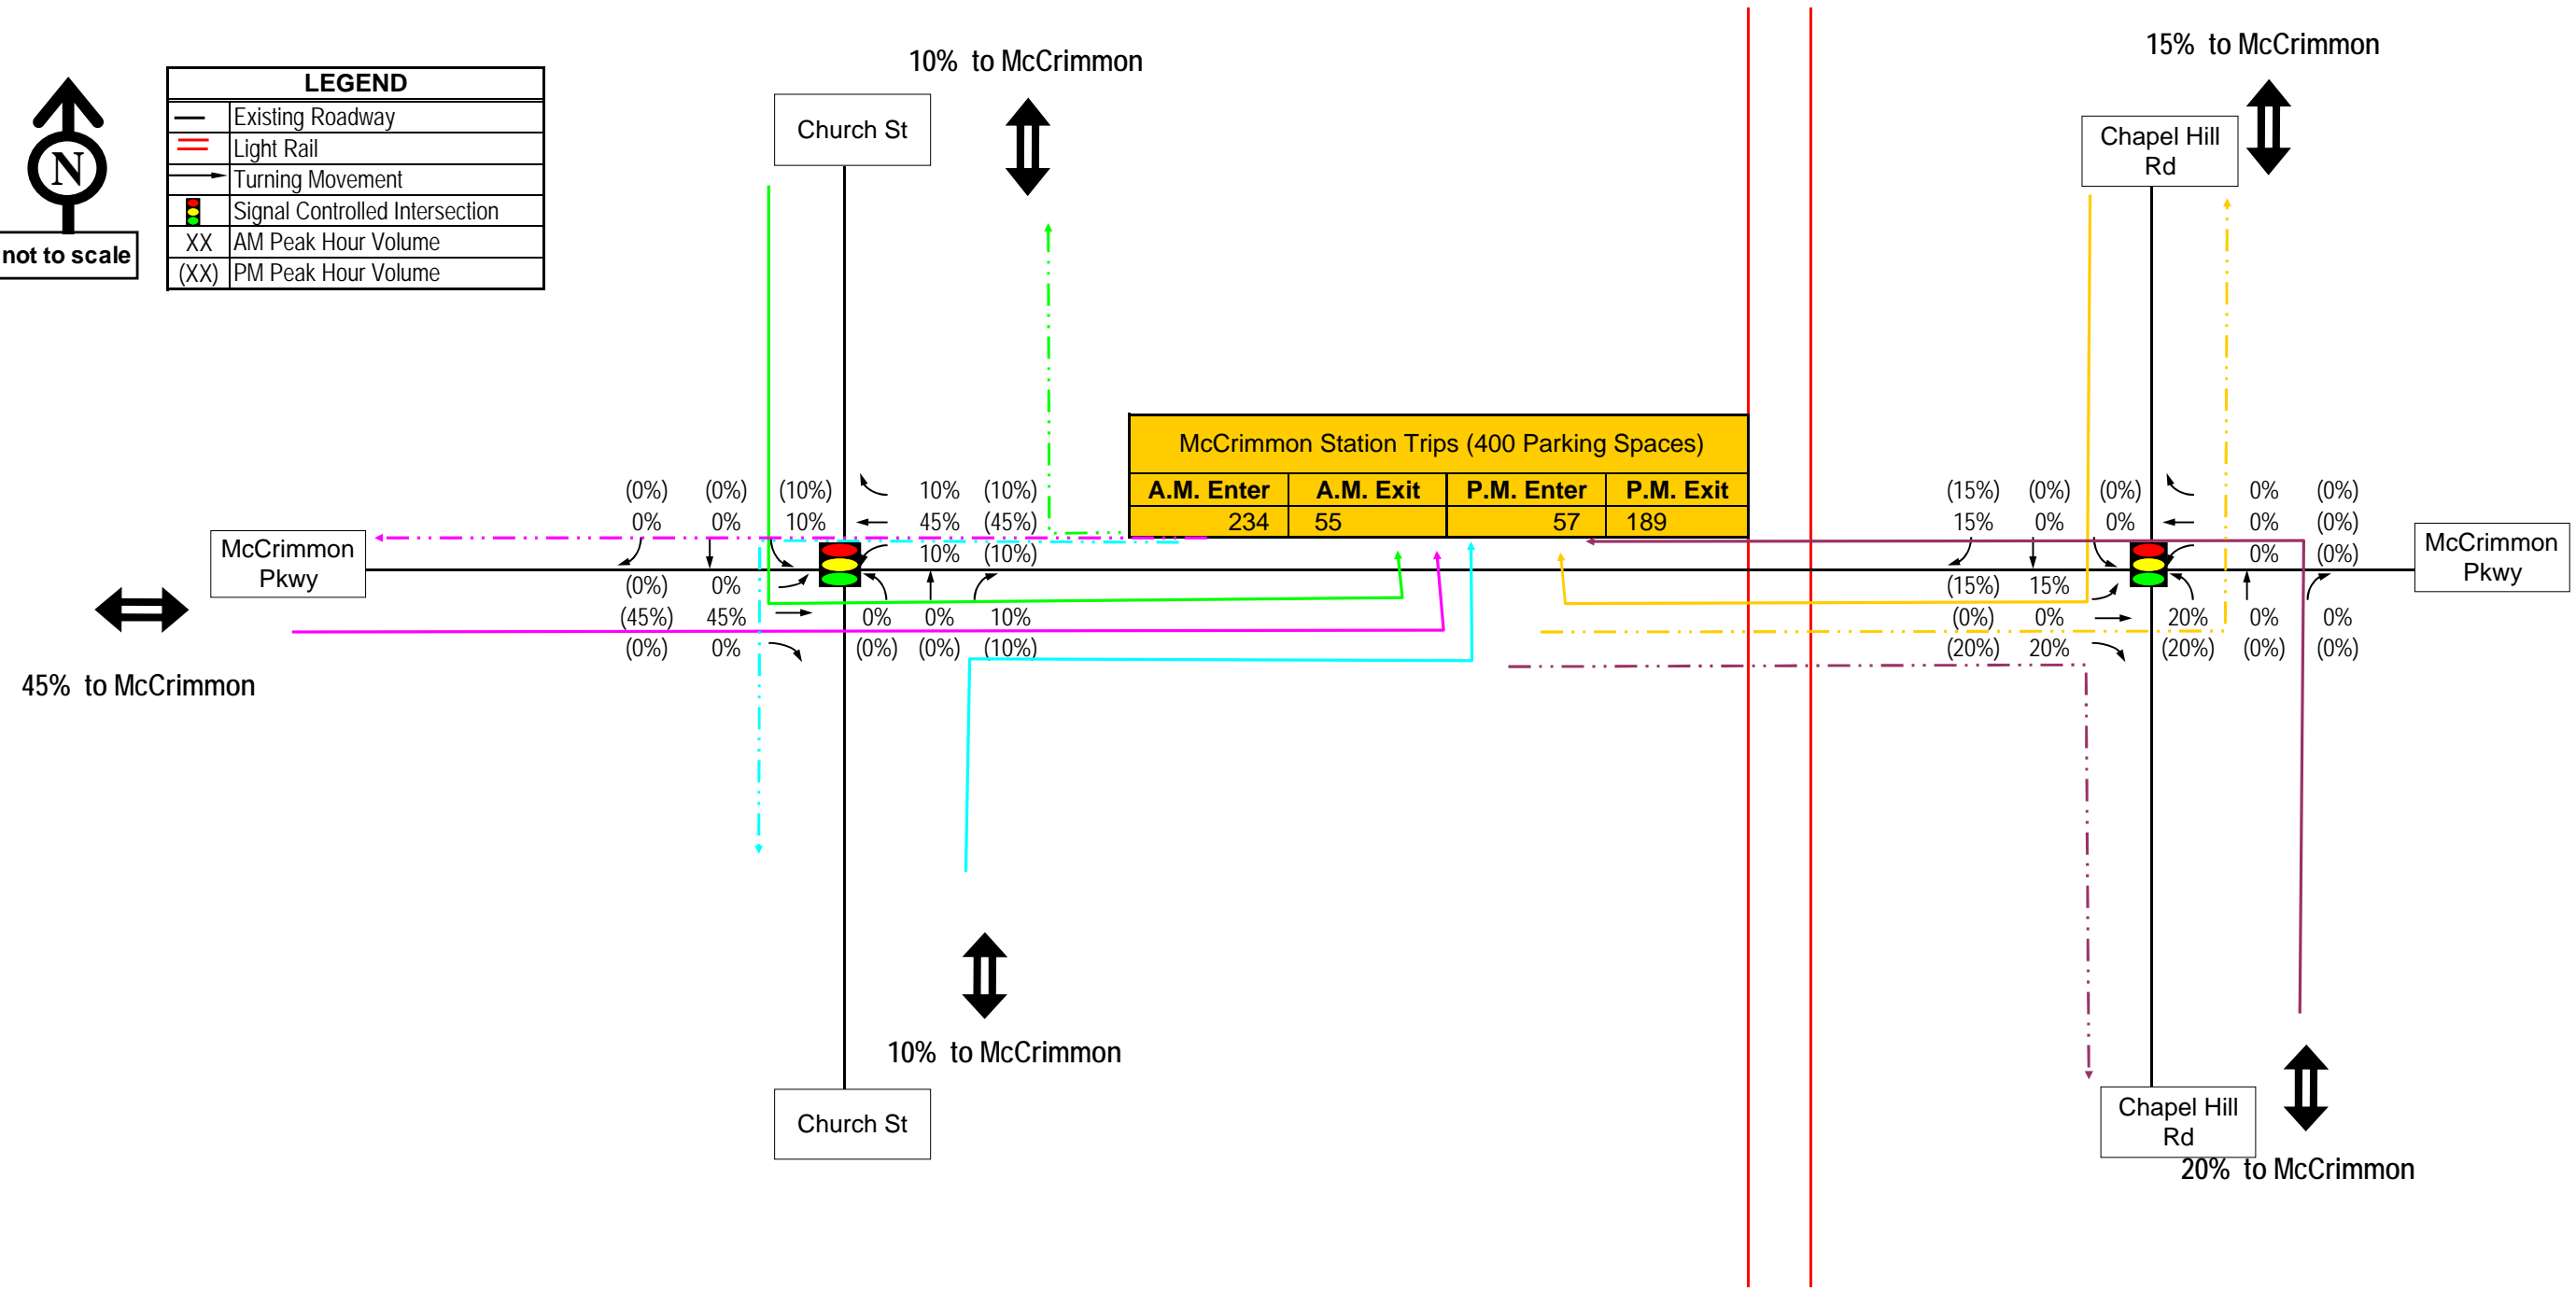 10% to McCrimmon
15% to McCrimmon
N
not to scale
LEGEND
Existing Roadway
Light Rail
Turning Movement
Signal Controlled Intersection
XX AM Peak Hour Volume
(XX) PM Peak Hour Volume
Church St
Chapel Hill
Rd
McCrimmon Station Trips (400 Parking Spaces)
A.M. Enter A.M. Exit P.M. Enter P.M. Exit
234 55 57 189
(0%) (0%) (10%) 10% (10%)
0% 0% 10% 45% (45%)
10% (10%)
(0%) 0%
(45%) 45% 0% 0% 10%
(0%) 0% (0%) (0%) (10%)
McCrimmon
Pkwy
45% to McCrimmon
(15%) (0%) (0%) 0% (0%)
15% 0% 0% 0% (0%)
0% (0%)
(15%) 15%
(0%) 0% 20% 0% 0%
(20%) 20% (20%) (0%) (0%)
McCrimmon
Pkwy
10% to McCrimmon
Church St
Chapel Hill
Rd
20% to McCrimmon